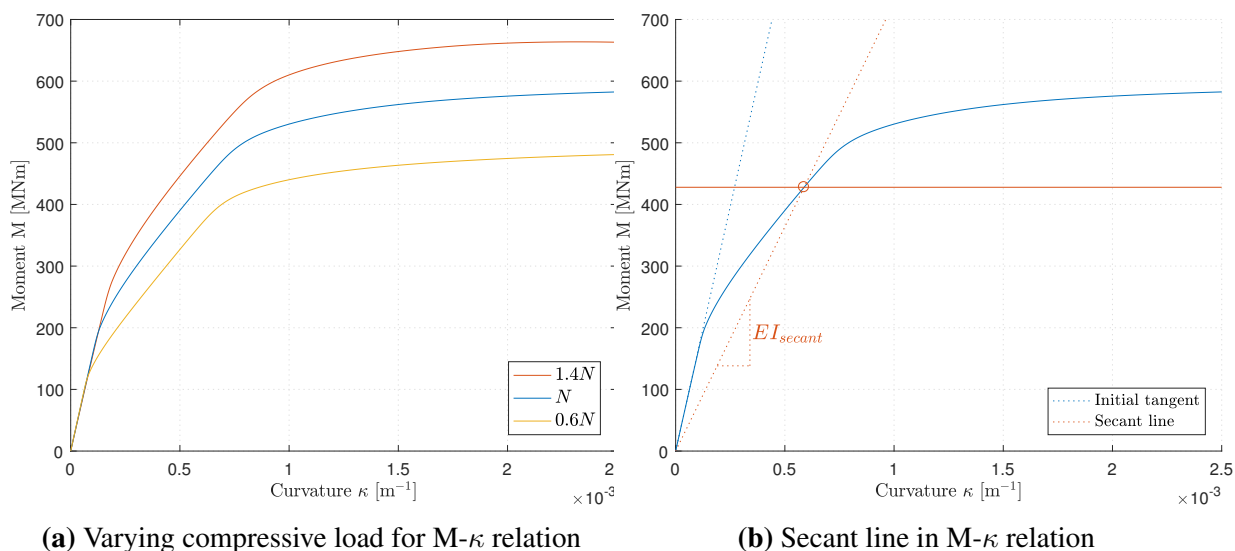 700
600
500
400
300
200
100
0
Moment M [MNm]
0
0.5
1
1.5
2
2
Curvature κ [m⁻¹]
×10⁻³
1.4N
N
0.6N
(a) Varying compressive load for M-κ relation
700
600
500
400
300
200
100
0
Moment M [MNm]
EI_secant
0
0.5
1
1.5
2
2.5
Curvature κ [m⁻¹]
×10⁻³
Initial tangent
Secant line
(b) Secant line in M-κ relation